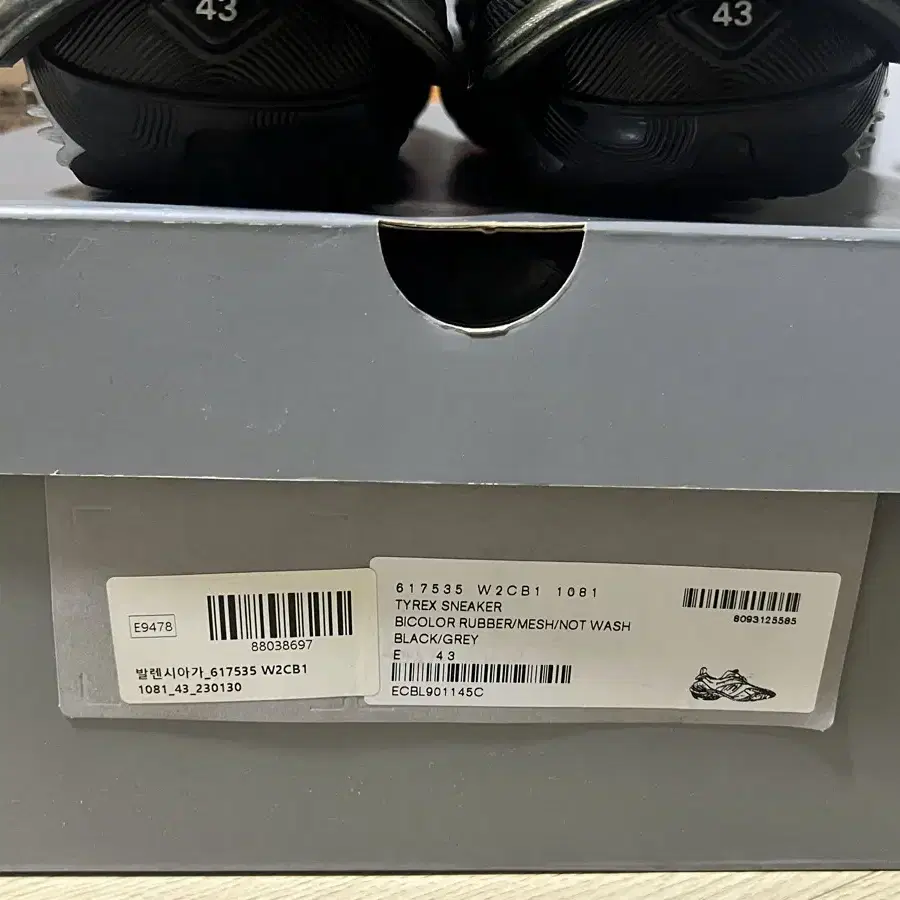 43
43
E9478
88038697
발렌시아가_617535 W2CB1
1081_43_230130
617535 W2CB1 1081
TYREX SNEAKER
BICOLOR RUBBER/MESH/NOT WASH
BLACK/GREY
E 43
ECBL901145C
8093125585